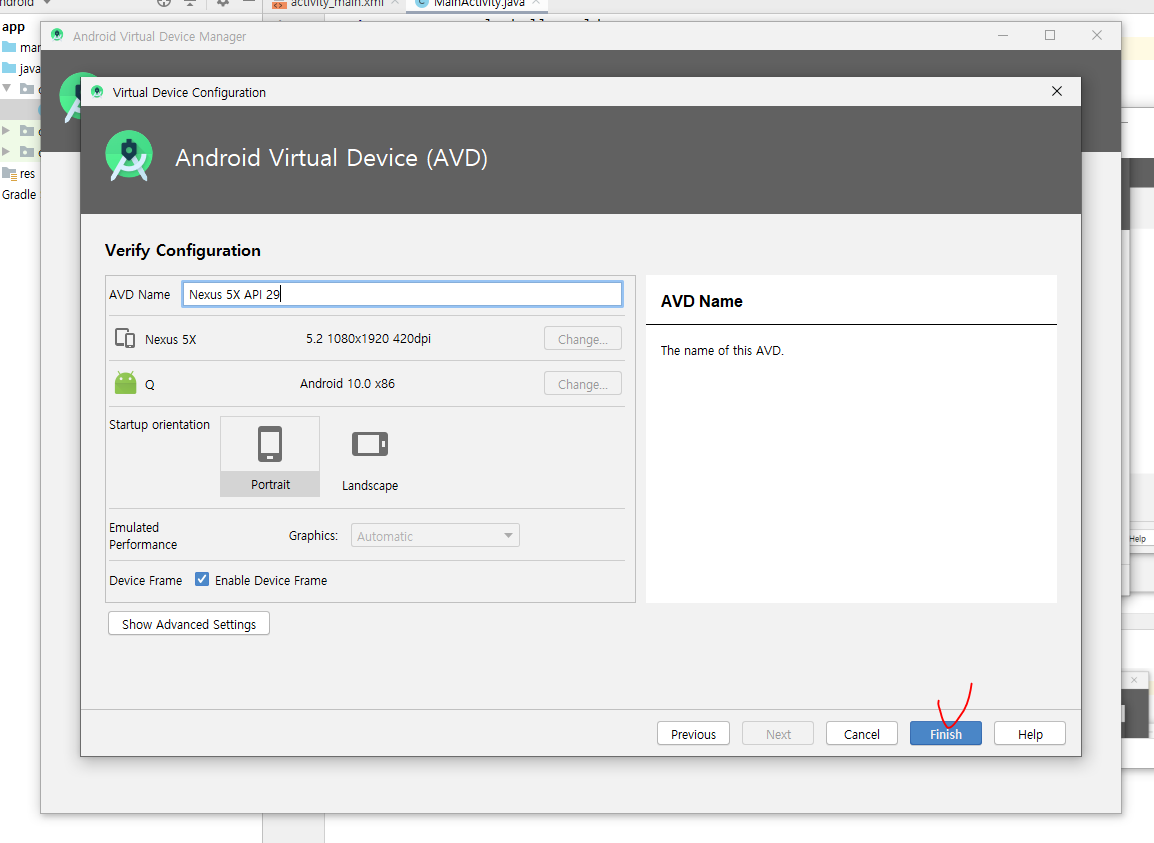 activity_main.xml
MainActivity.java
app
Android Virtual Device Manager
java
Virtual Device Configuration
Android Virtual Device (AVD)
res
Gradle
Verify Configuration
AVD Name
Nexus 5X API 29
AVD Name
The name of this AVD.
Nexus 5X
5.2 1080x1920 420dpi
Change...
Q
Android 10.0 x86
Change...
Startup orientation
Portrait
Landscape
Emulated
Performance
Graphics:
Automatic
Help
Device Frame
Enable Device Frame
Show Advanced Settings
Previous
Next
Cancel
Finish
Help